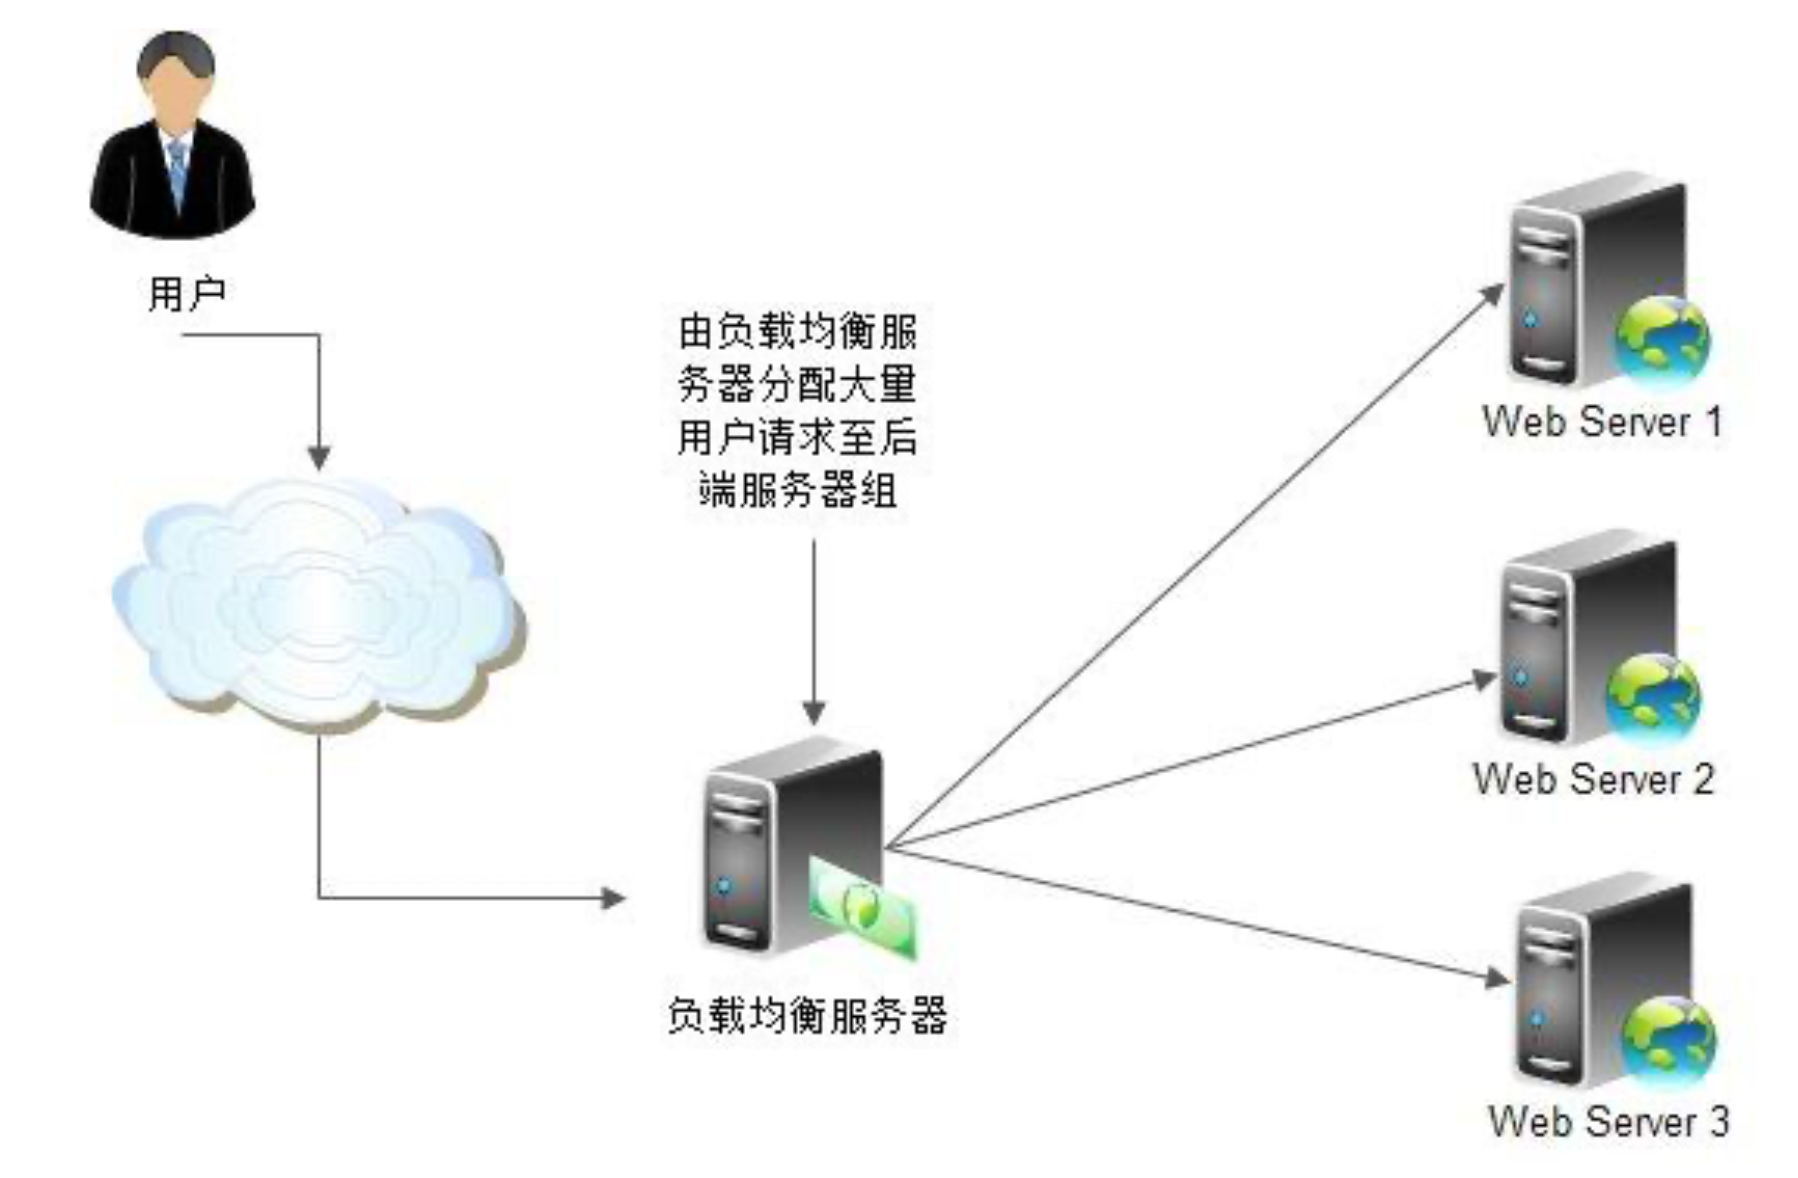 用户
由负载均衡服
务器分配大量
用户请求至后
端服务器组
负载均衡服务器
Web Server 1
Web Server 2
Web Server 3